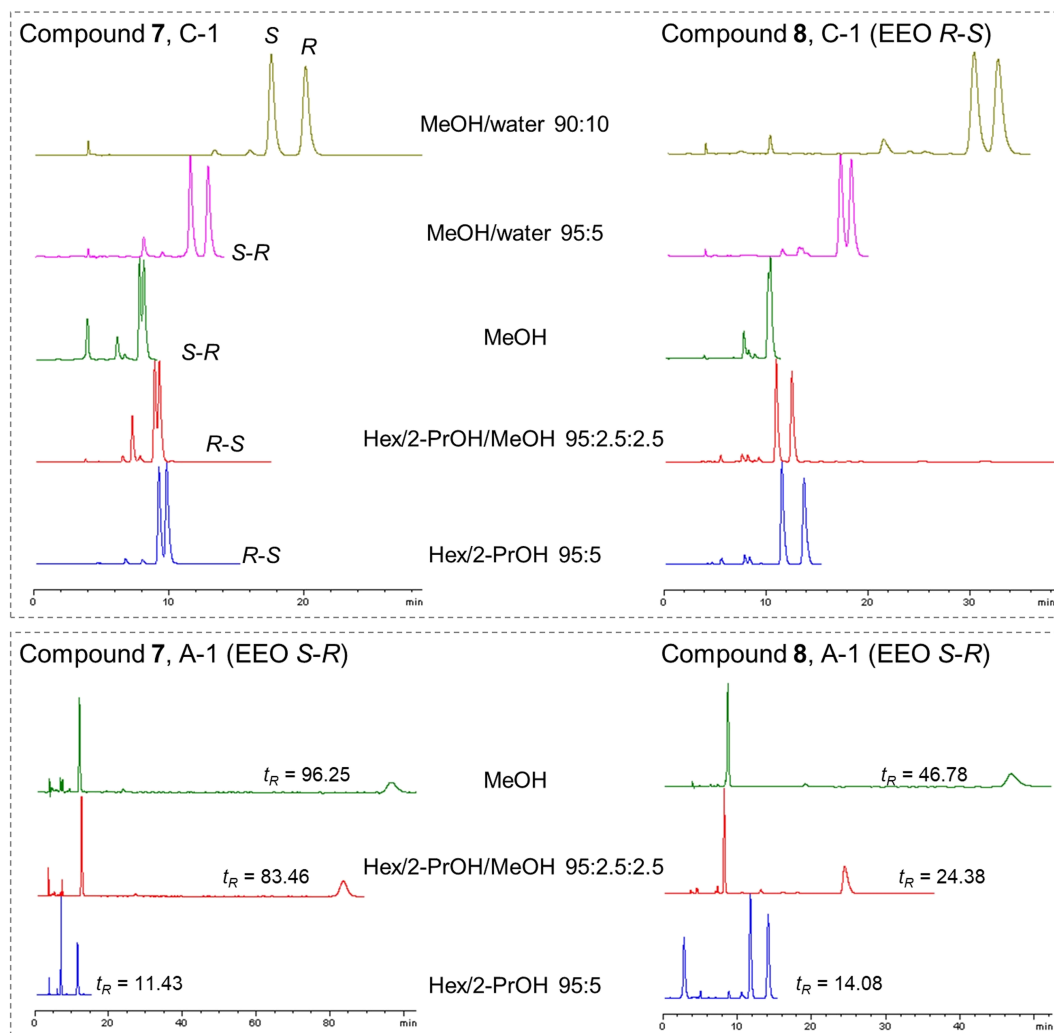 Compound 7, C-1
Compound 8, C-1 (EEO R-S)
S
R
MeOH/water 90:10
MeOH/water 95:5
S-R
MeOH
S-R
Hex/2-PrOH/MeOH 95:2.5:2.5
R-S
Hex/2-PrOH 95:5
R-S
0 10 20 min
0 10 20 30 min
Compound 7, A-1 (EEO S-R)
Compound 8, A-1 (EEO S-R)
tR = 96.25
MeOH
tR = 46.78
Hex/2-PrOH/MeOH 95:2.5:2.5
tR = 83.46
tR = 24.38
tR = 11.43
Hex/2-PrOH 95:5
tR = 14.08
0 20 40 60 80 min
0 10 20 30 40 min